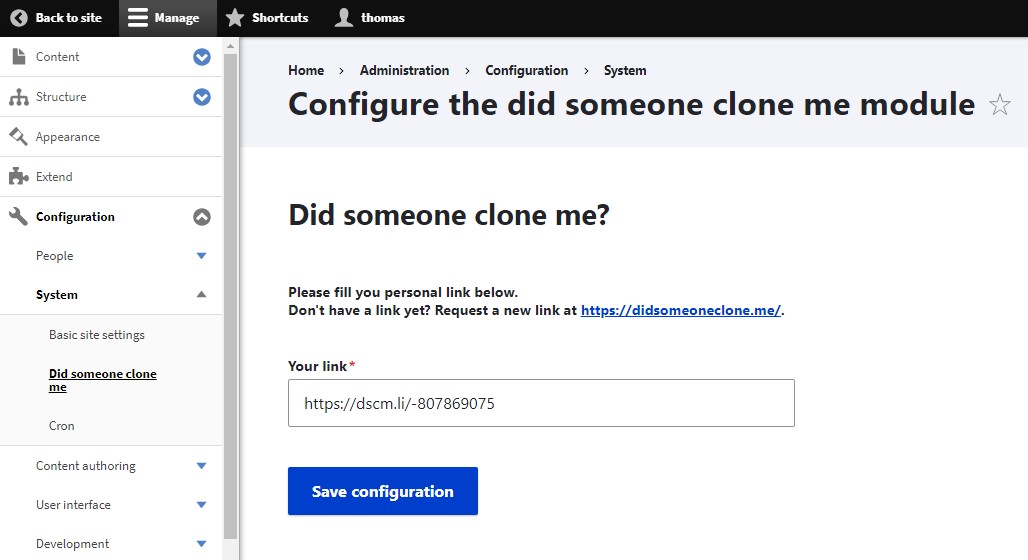 Back to site
Manage
Shortcuts
thomas
Content
Structure
Appearance
Extend
Configuration
People
System
Basic site settings
Did someone clone
me
Cron
Content authoring
User interface
Development
Home › Administration › Configuration › System
Configure the did someone clone me module
Did someone clone me?
Please fill you personal link below.
Don't have a link yet? Request a new link at https://didsomeoneclone.me/.
Your link*
https://dscm.li/-807869075
Save configuration